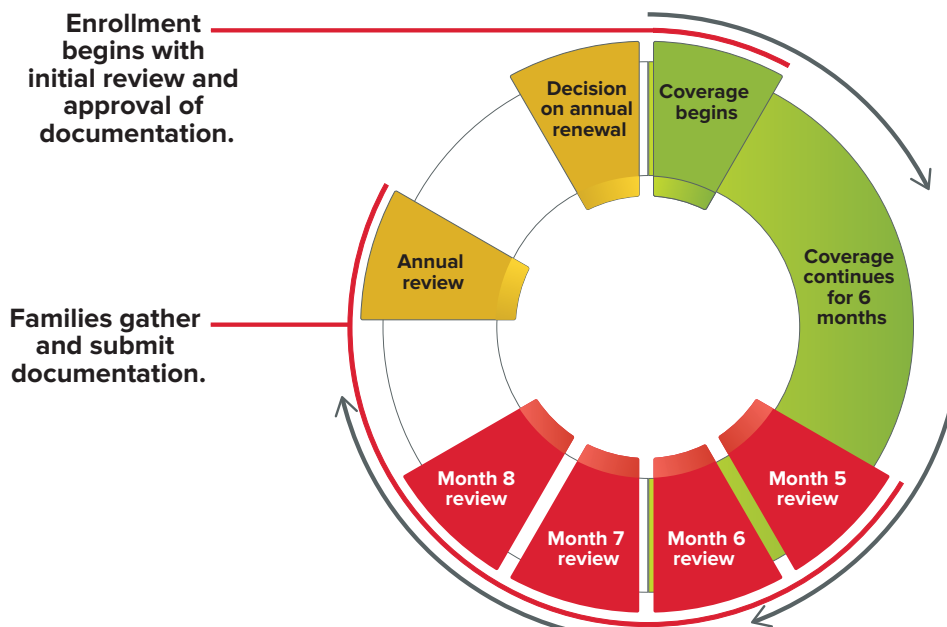 Enrollment
begins with
initial review and
approval of
documentation.
Decision
on annual
renewal
Coverage
begins
Coverage
continues
for 6
months
Month 5
review
Month 6
review
Month 7
review
Month 8
review
Annual
review
Families gather
and submit
documentation.